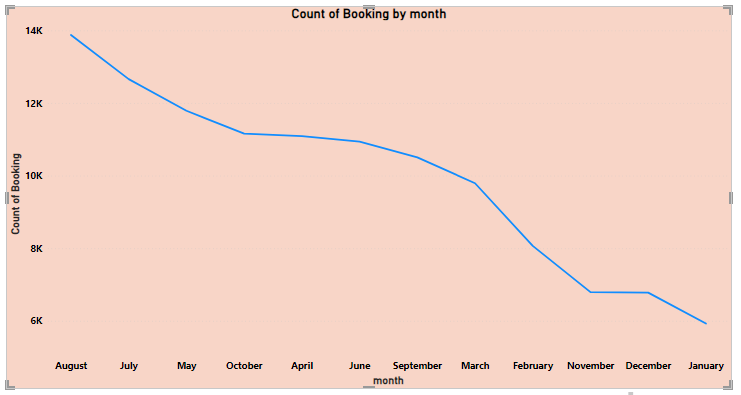 Count of Booking by month
Count of Booking
14K
12K
10K
8K
6K
August July May October April June September March February November December January
month